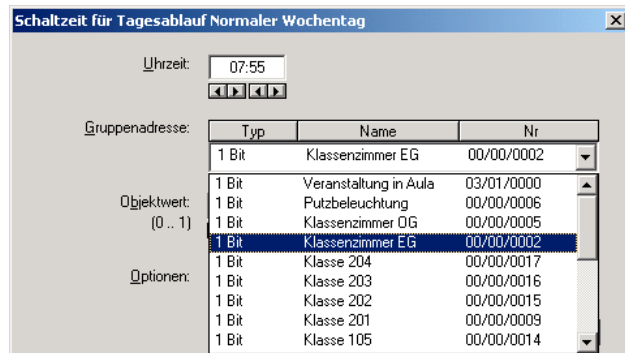 Schaltzeit für Tagesablauf Normaler Wochentag
Uhrzeit: 07:55
Gruppenadresse: Typ Name Nr
1 Bit Klassenzimmer EG 00/00/0002
1 Bit Veranstaltung in Aula 03/01/0000
Objektwert: 1 Bit Putzbeleuchtung 00/00/0006
(0 .. 1) 1 Bit Klassenzimmer OG 00/00/0005
1 Bit Klassenzimmer EG 00/00/0002
1 Bit Klasse 204 00/00/0017
Optionen: 1 Bit Klasse 203 00/00/0016
1 Bit Klasse 202 00/00/0015
1 Bit Klasse 201 00/00/0009
1 Bit Klasse 105 00/00/0014